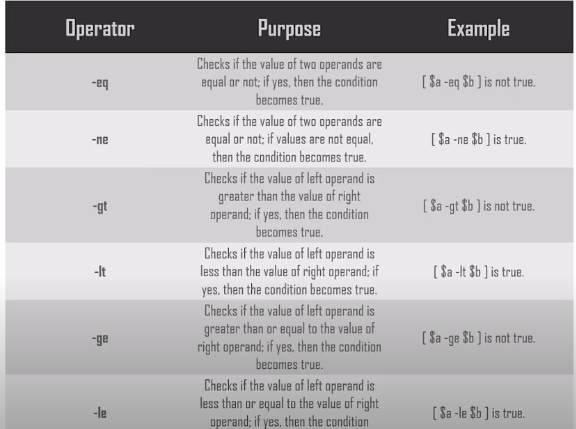 Operator Purpose Example
Checks if the value of two operands are
equal or not; if yes, then the condition
becomes true.
-eq
[ $a -eq $b ] is not true.
Checks if the value of two operands are
equal or not; if values are not equal,
then the condition becomes true.
-ne
[ $a -ne $b ] is true.
Checks if the value of left operand is
greater than the value of right
operand; if yes, then the condition
becomes true.
-gt
[ $a -gt $b ] is not true.
Checks if the value of left operand is
less than the value of right operand; if
yes, then the condition becomes true.
-lt
[ $a -lt $b ] is true.
Checks if the value of left operand is
greater than or equal to the value of
right operand; if yes, then the condition
becomes true.
-ge
[ $a -ge $b ] is not true.
Checks if the value of left operand is
less than or equal to the value of right
operand; if yes, then the condition
-le
[ $a -le $b ] is true.